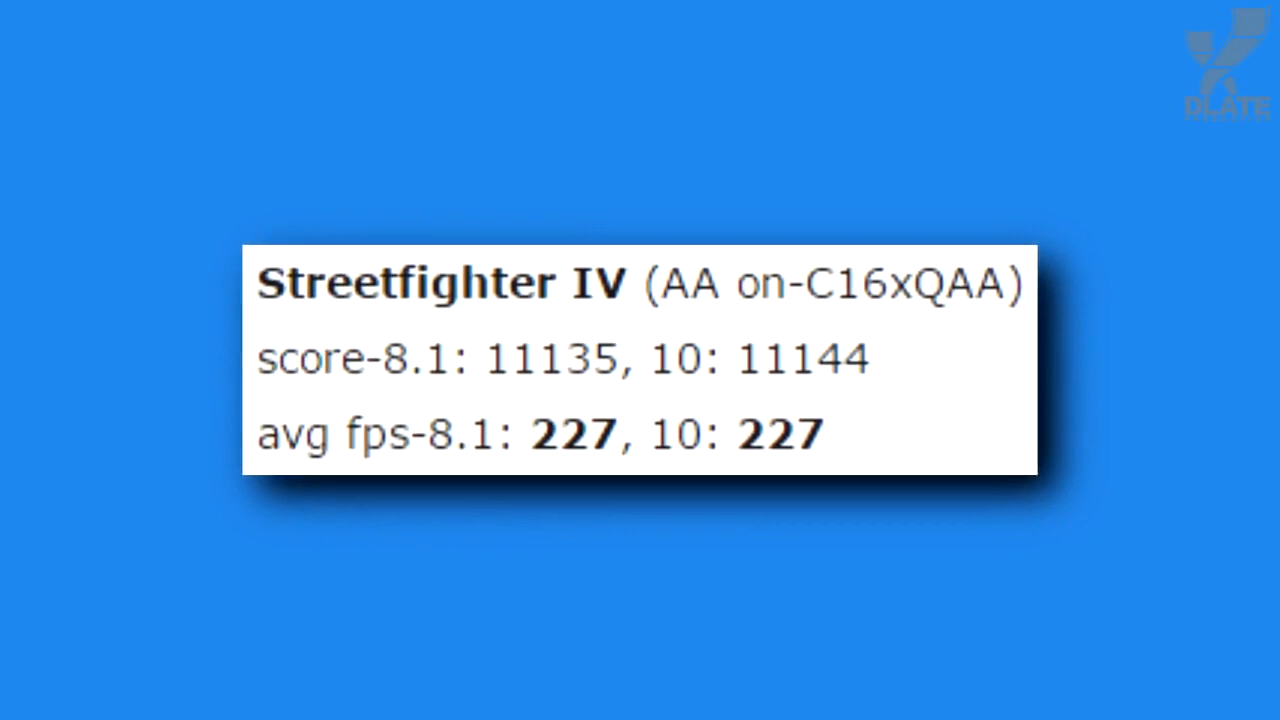 DLATE
Streetfighter IV (AA on-C16xQAA)
score-8.1: 11135, 10: 11144
avg fps-8.1: 227, 10: 227